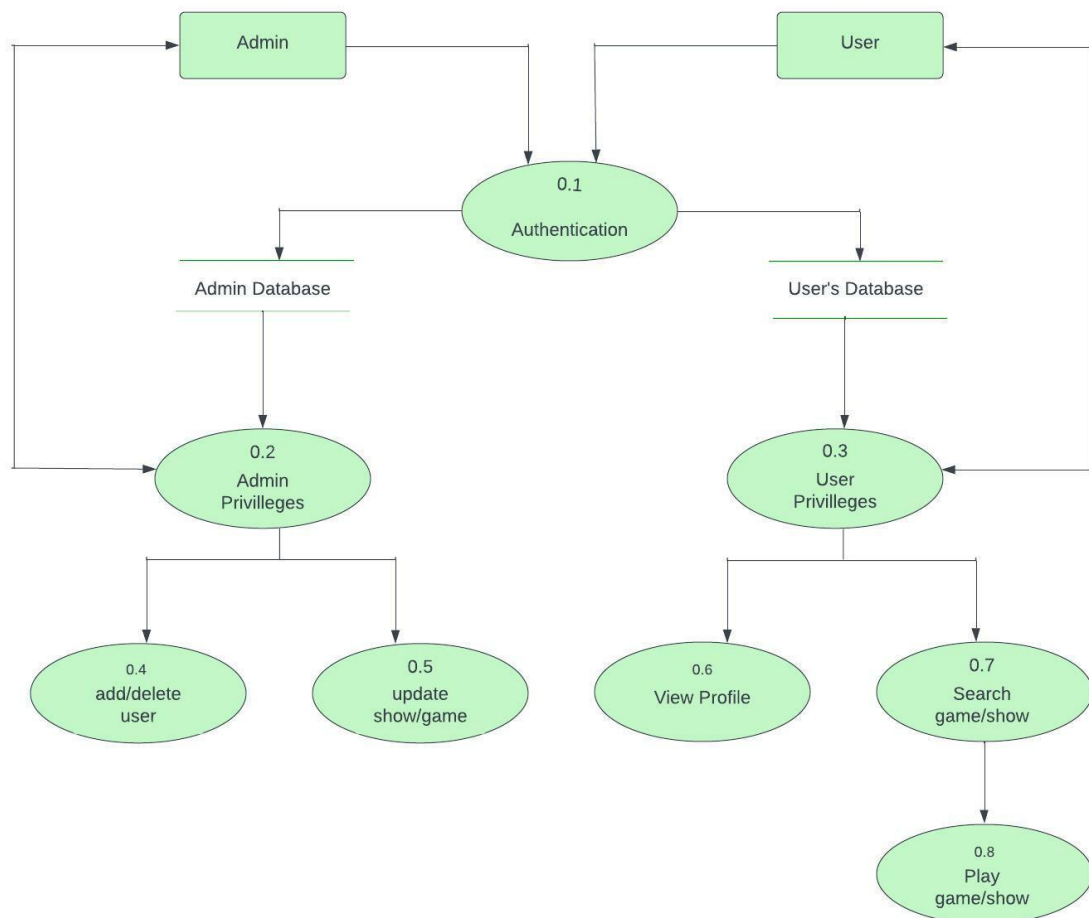 Admin
User
0.1
Authentication
Admin Database
User's Database
0.2
Admin
Privilleges
0.3
User
Privilleges
0.4
add/delete
user
0.5
update
show/game
0.6
View Profile
0.7
Search
game/show
0.8
Play
game/show